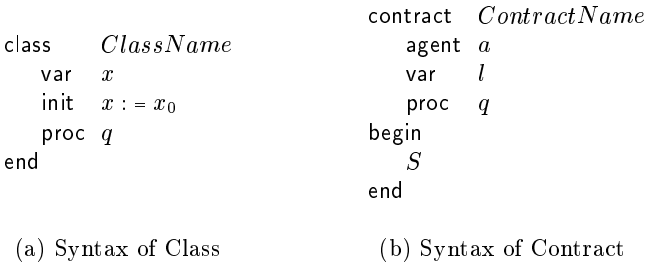 class ClassName
var x
init x := x₀
proc q
end
(a) Syntax of Class
contract ContractName
agent a
var l
proc q
begin
S
end
(b) Syntax of Contract